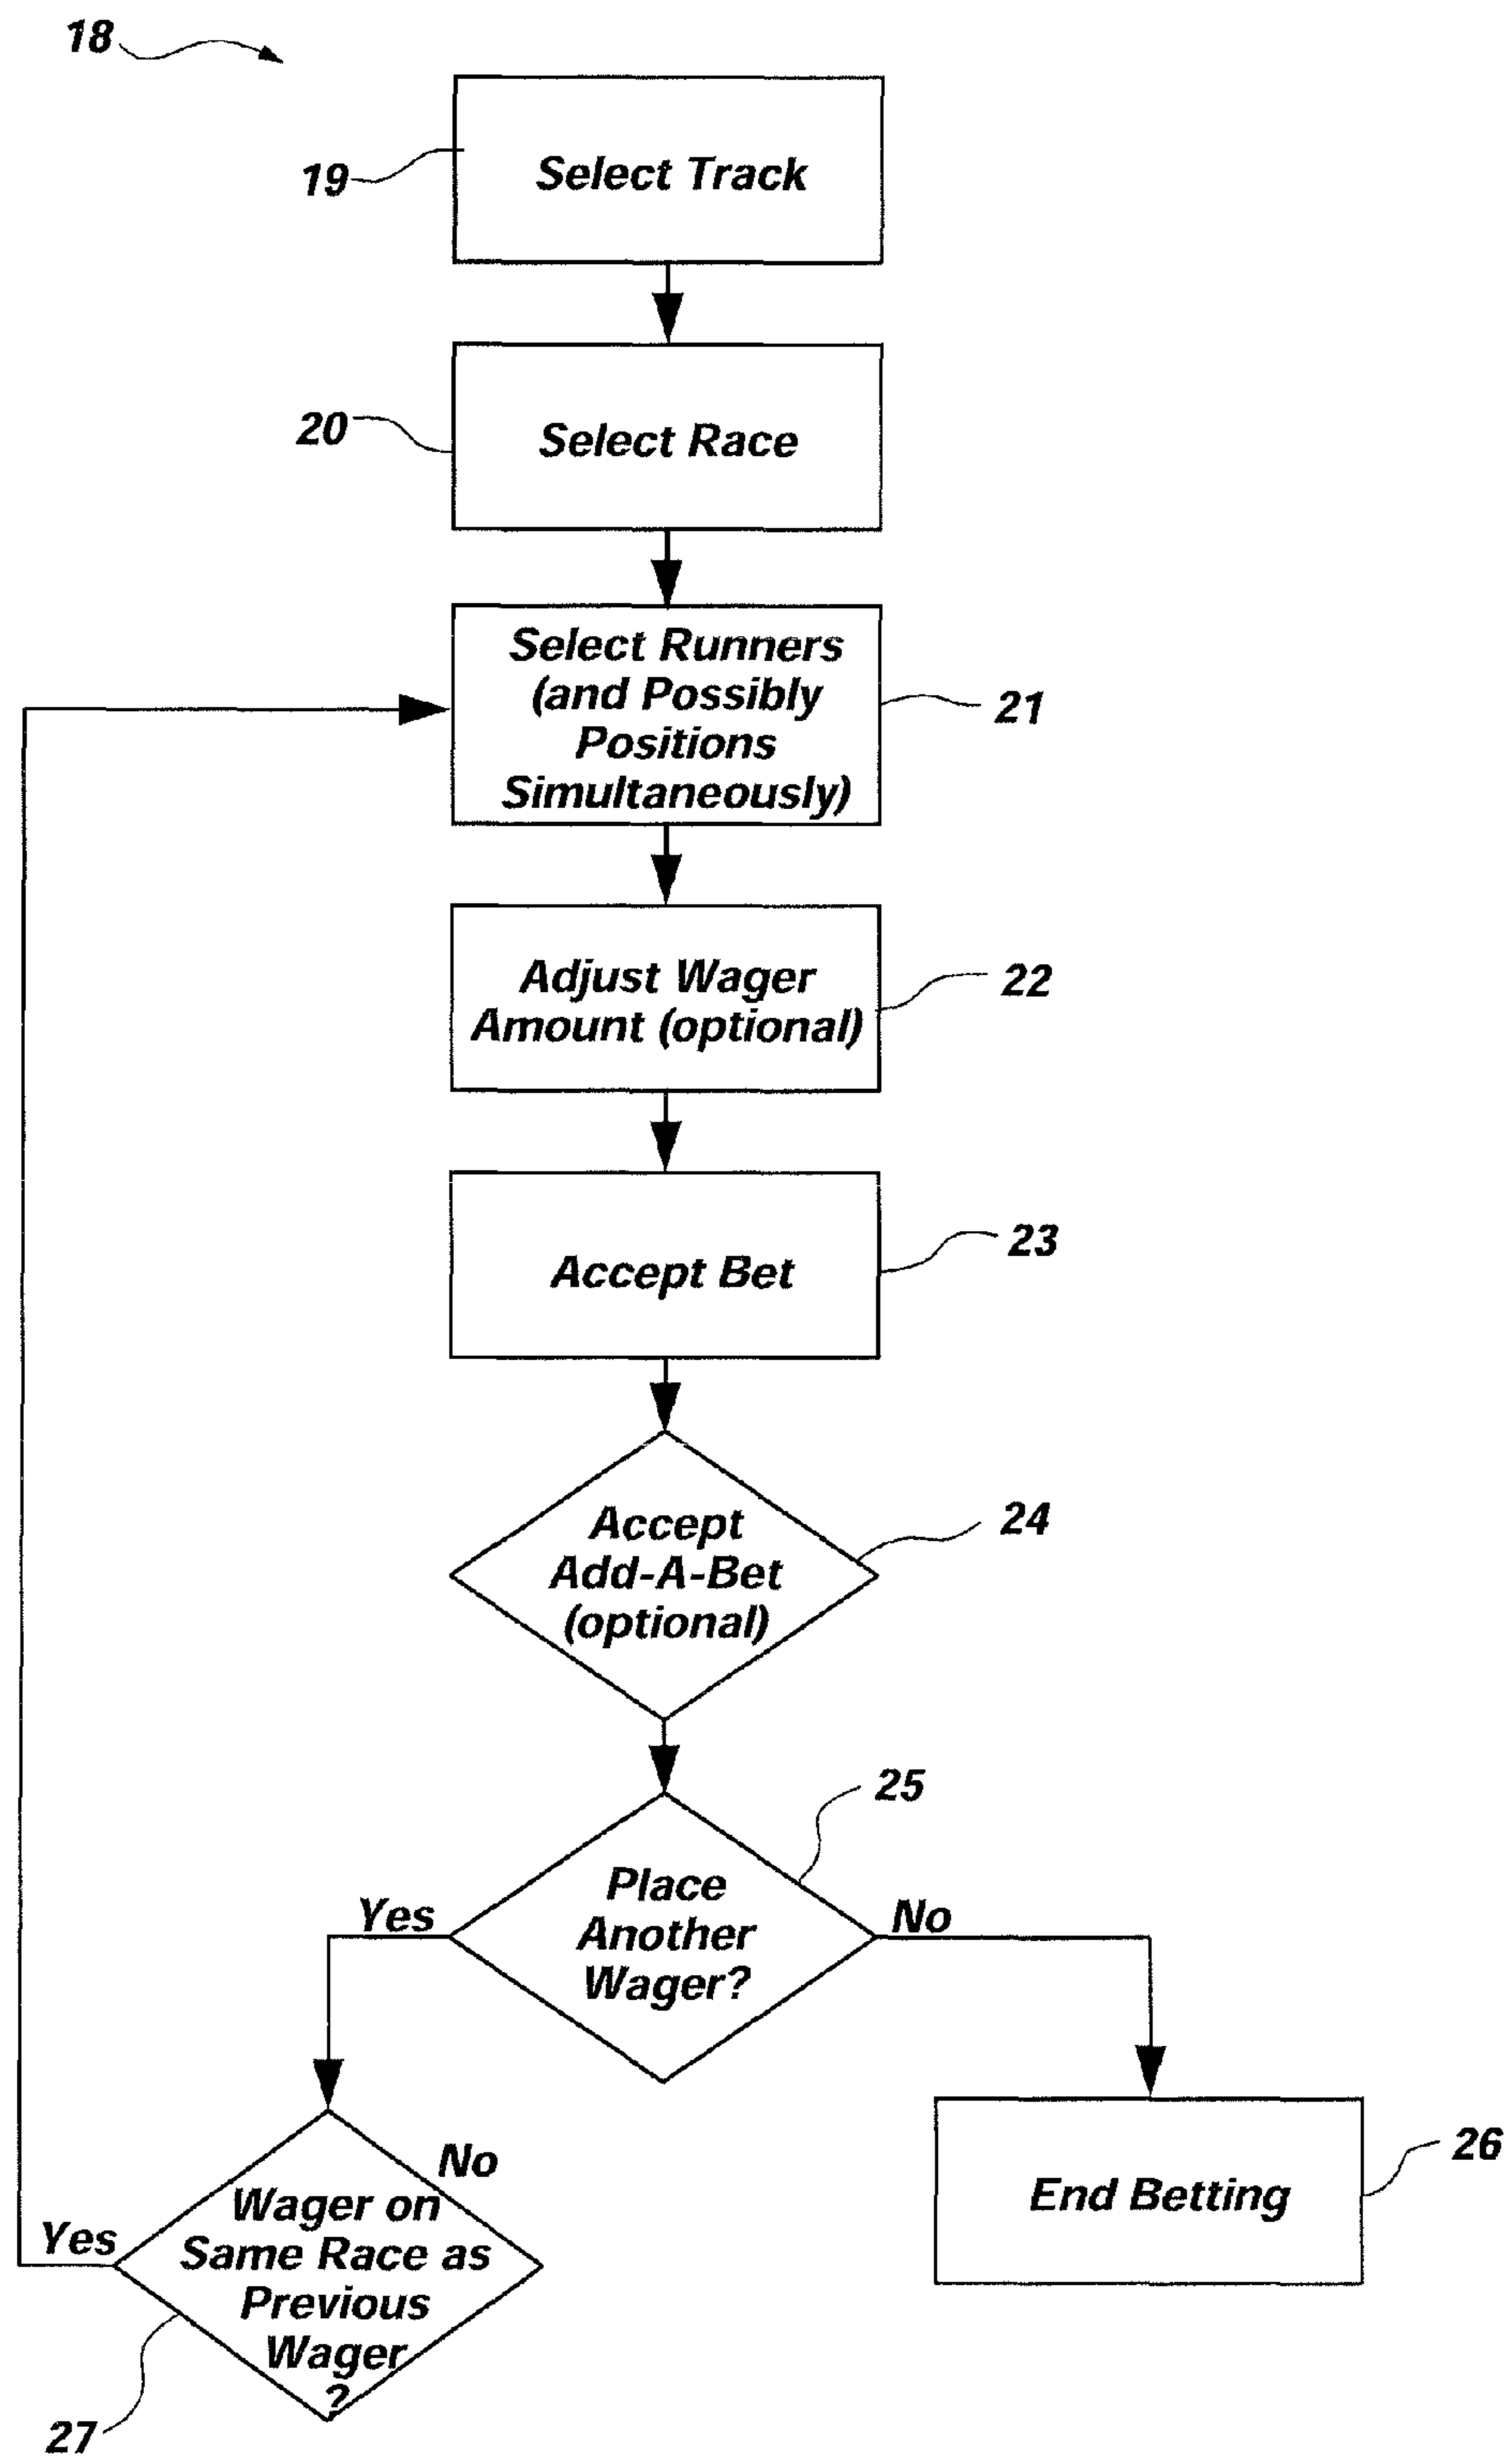 18
19
Select Track
20
Select Race
Select Runners
(and Possibly
Positions
Simultaneously)
21
Adjust Wager
Amount (optional)
22
Accept Bet
23
Accept
Add-A-Bet
(optional)
24
25
Place
Another
Wager?
Yes
No
No
Wager on
Same Race as
Previous
Wager
?
Yes
27
End Betting
26